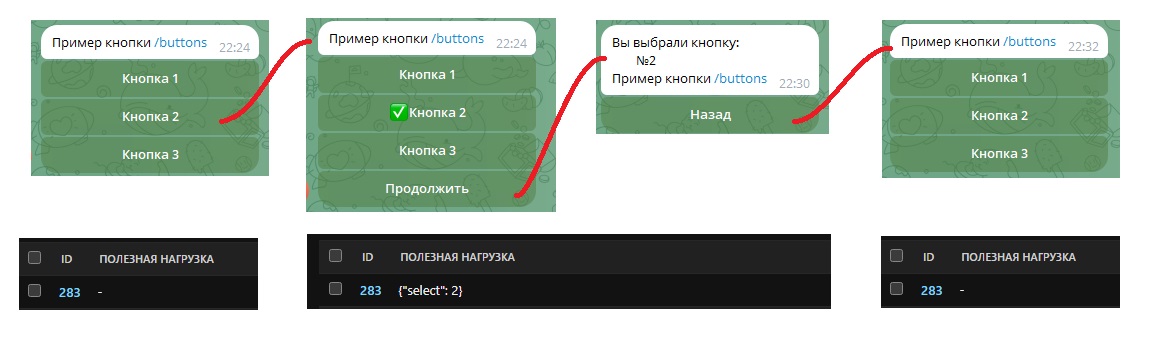 Пример кнопки /buttons 22:24
Кнопка 1
Кнопка 2
Кнопка 3
Пример кнопки /buttons 22:24
Кнопка 1
✅Кнопка 2
Кнопка 3
Продолжить
Вы выбрали кнопку:
№2
Пример кнопки /buttons 22:30
Назад
Пример кнопки /buttons 22:32
Кнопка 1
Кнопка 2
Кнопка 3
ID ПОЛЕЗНАЯ НАГРУЗКА
283 -
ID ПОЛЕЗНАЯ НАГРУЗКА
283 {"select": 2}
ID ПОЛЕЗНАЯ НАГРУЗКА
283 -